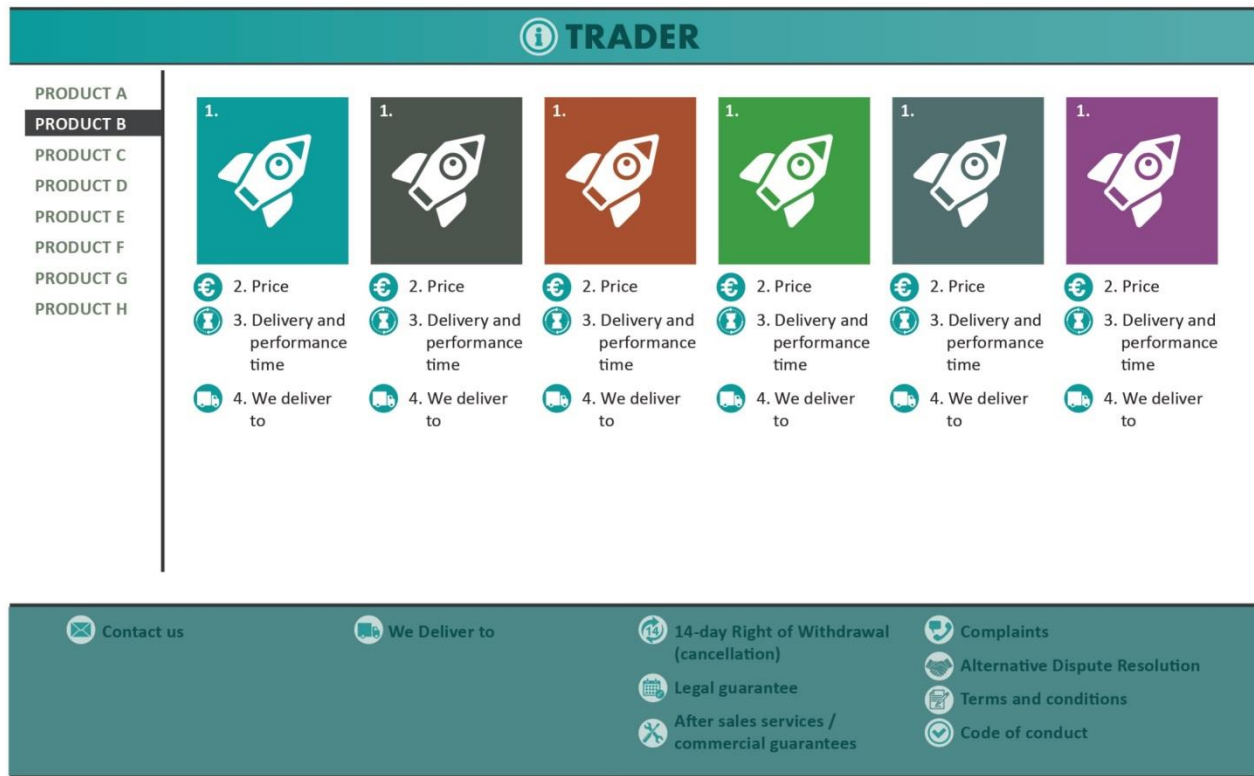 TRADER
PRODUCT A
PRODUCT B
PRODUCT C
PRODUCT D
PRODUCT E
PRODUCT F
PRODUCT G
PRODUCT H
1.
2. Price
3. Delivery and
performance
time
4. We deliver
to
1.
2. Price
3. Delivery and
performance
time
4. We deliver
to
1.
2. Price
3. Delivery and
performance
time
4. We deliver
to
1.
2. Price
3. Delivery and
performance
time
4. We deliver
to
1.
2. Price
3. Delivery and
performance
time
4. We deliver
to
1.
2. Price
3. Delivery and
performance
time
4. We deliver
to
Contact us
We Deliver to
14
14-day Right of Withdrawal
(cancellation)
Legal guarantee
After sales services /
commercial guarantees
Complaints
Alternative Dispute Resolution
Terms and conditions
Code of conduct